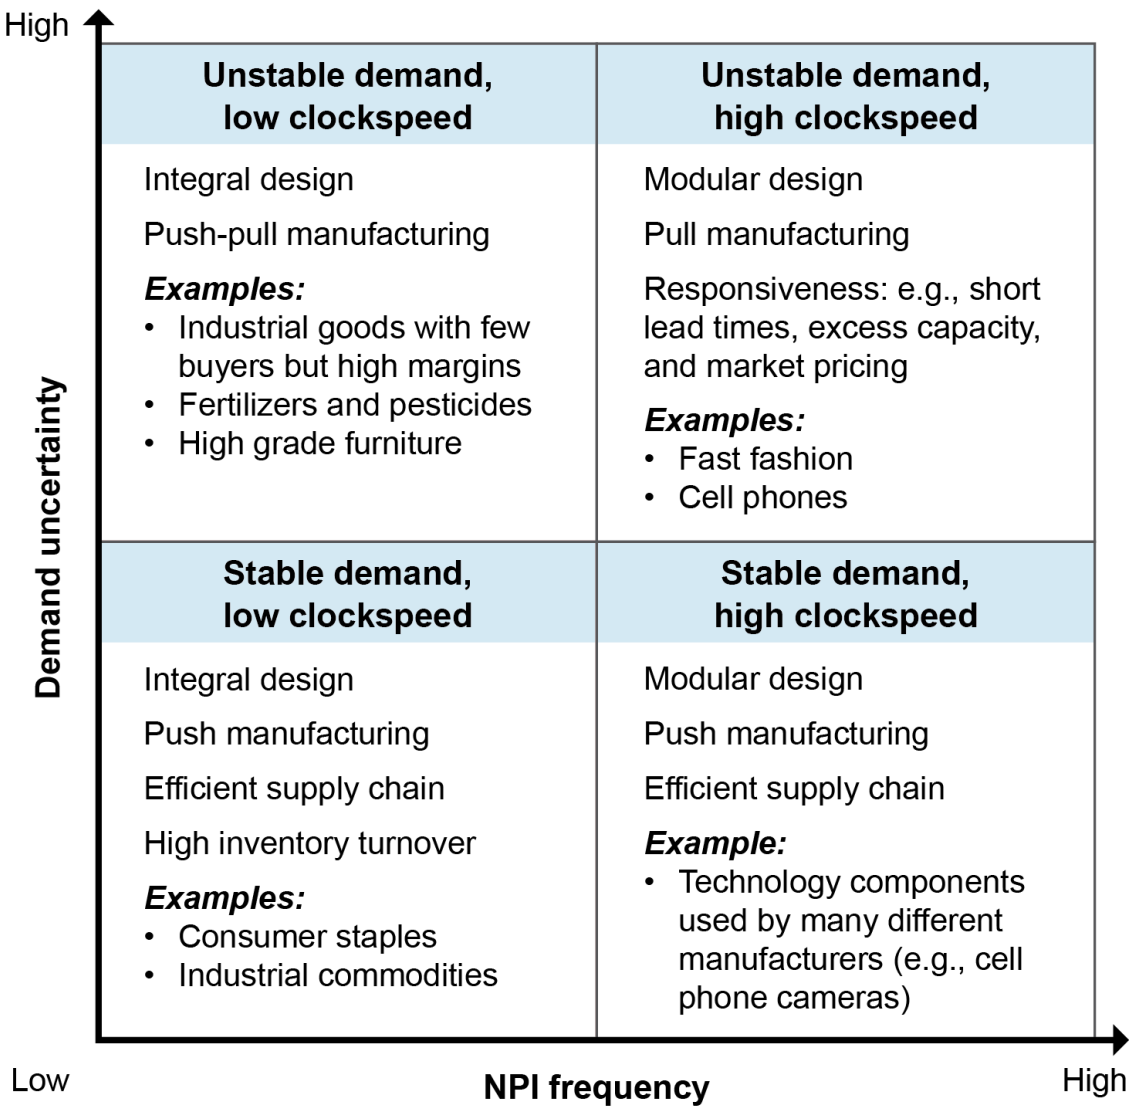 High
Demand uncertainty
Unstable demand,
low clockspeed
Integral design
Push-pull manufacturing
Examples:
• Industrial goods with few
buyers but high margins
• Fertilizers and pesticides
• High grade furniture
Unstable demand,
high clockspeed
Modular design
Pull manufacturing
Responsiveness: e.g., short
lead times, excess capacity,
and market pricing
Examples:
• Fast fashion
• Cell phones
Stable demand,
low clockspeed
Integral design
Push manufacturing
Efficient supply chain
High inventory turnover
Examples:
• Consumer staples
• Industrial commodities
Stable demand,
high clockspeed
Modular design
Push manufacturing
Efficient supply chain
Example:
• Technology components
used by many different
manufacturers (e.g., cell
phone cameras)
Low
NPI frequency
High